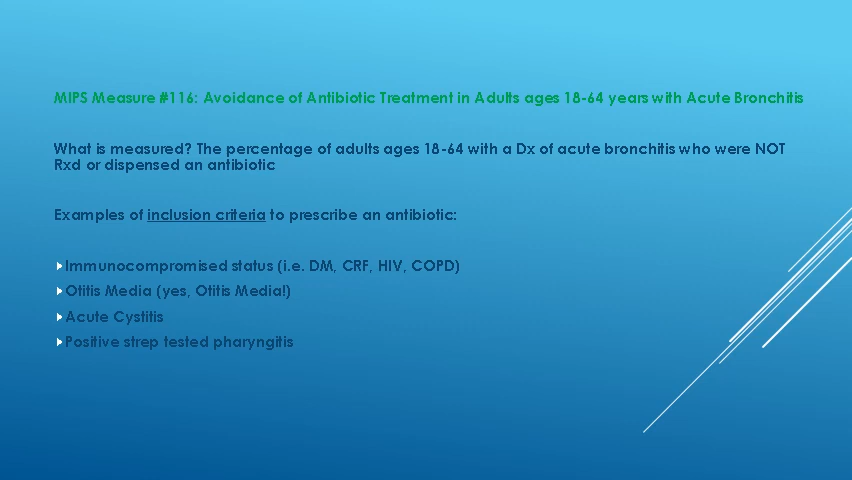 MIPS Measure #116: Avoidance of Antibiotic Treatment in Adults ages 18-64 years with Acute Bronchitis
What is measured? The percentage of adults ages 18-64 with a Dx of acute bronchitis who were NOT
Rxd or dispensed an antibiotic
Examples of inclusion criteria to prescribe an antibiotic:
Immunocompromised status (i.e. DM, CRF, HIV, COPD)
Otitis Media (yes, Otitis Media!)
Acute Cystitis
Positive strep tested pharyngitis